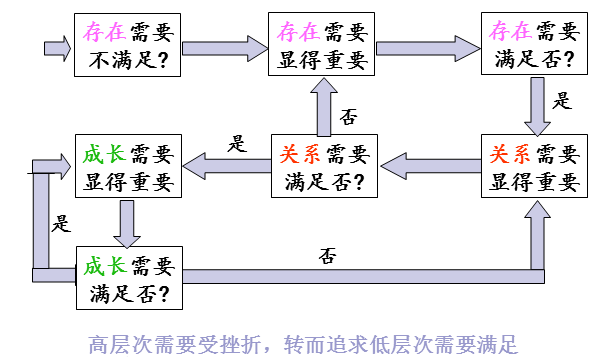 存在需要
不满足?
存在需要
显得重要
存在需要
满足否?
是
否
成长需要
显得重要
是
关系需要
满足否?
关系需要
显得重要
是
成长需要
满足否?
否
高层次需要受挫折，转而追求低层次需要满足